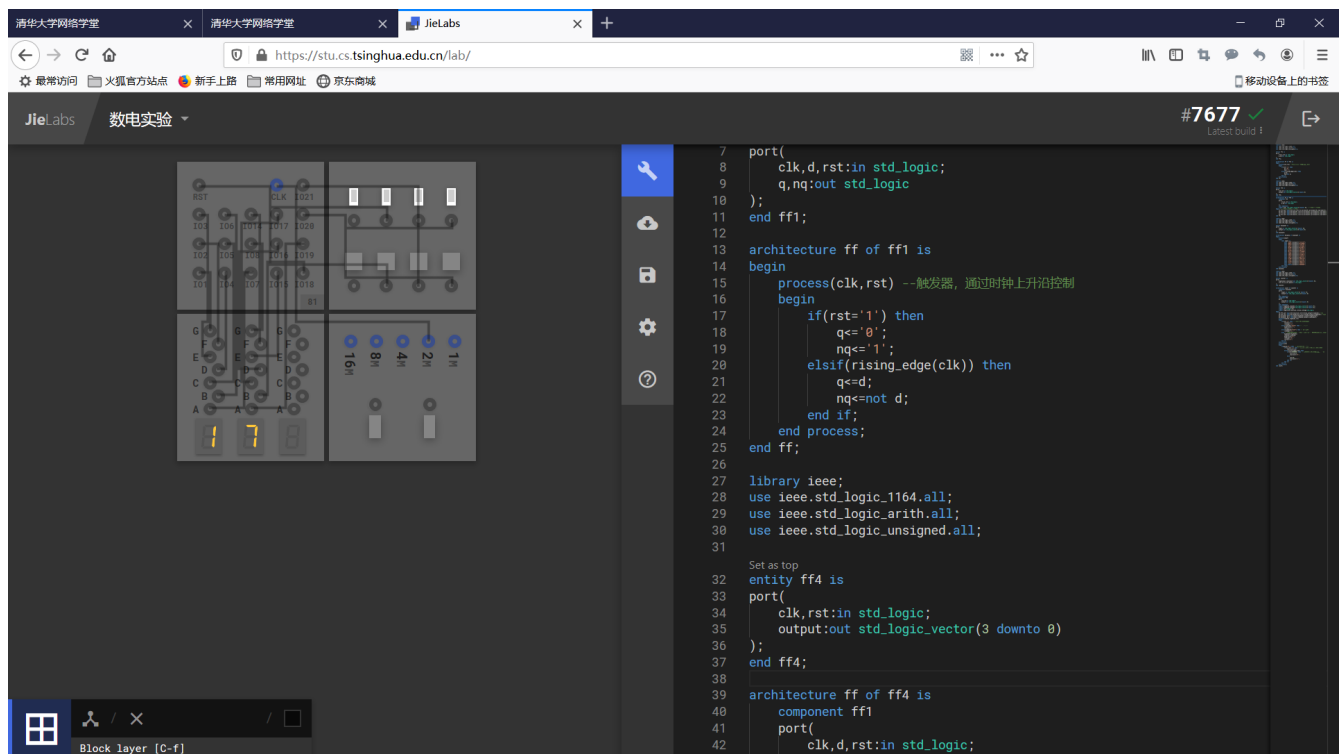 清华大学网络学堂
清华大学网络学堂
JieLabs
https://stu.cs.tsinghua.edu.cn/lab/
最常访问 火狐官方站点 新手上路 常用网址 京东商城
移动设备上的书签
JieLabs 数电实验
#7677
Latest build
RST CLK IO21
IO3 IO6 IO14 IO17 IO20
IO2 IO5 IO8 IO16 IO19
IO1 IO4 IO7 IO15 IO18
G G G
F F F
E E E
D D D
C C C
B B B
A A A
1 7
16M 8M 4M 2M 1M
7 port(
8 clk,d,rst:in std_logic;
9 q,nq:out std_logic
10 );
11 end ff1;
12
13 architecture ff of ff1 is
14 begin
15 process(clk,rst) --触发器，通过时钟上升沿控制
16 begin
17 if(rst='1') then
18 q<='0';
19 nq<='1';
20 elsif(rising_edge(clk)) then
21 q<=d;
22 nq<=not d;
23 end if;
24 end process;
25 end ff;
26
27 library ieee;
28 use ieee.std_logic_1164.all;
29 use ieee.std_logic_arith.all;
30 use ieee.std_logic_unsigned.all;
31
Set as top
32 entity ff4 is
33 port(
34 clk,rst:in std_logic;
35 output:out std_logic_vector(3 downto 0)
36 );
37 end ff4;
38
39 architecture ff of ff4 is
40 component ff1
41 port(
42 clk,d,rst:in std_logic;
Block layer [C-f]